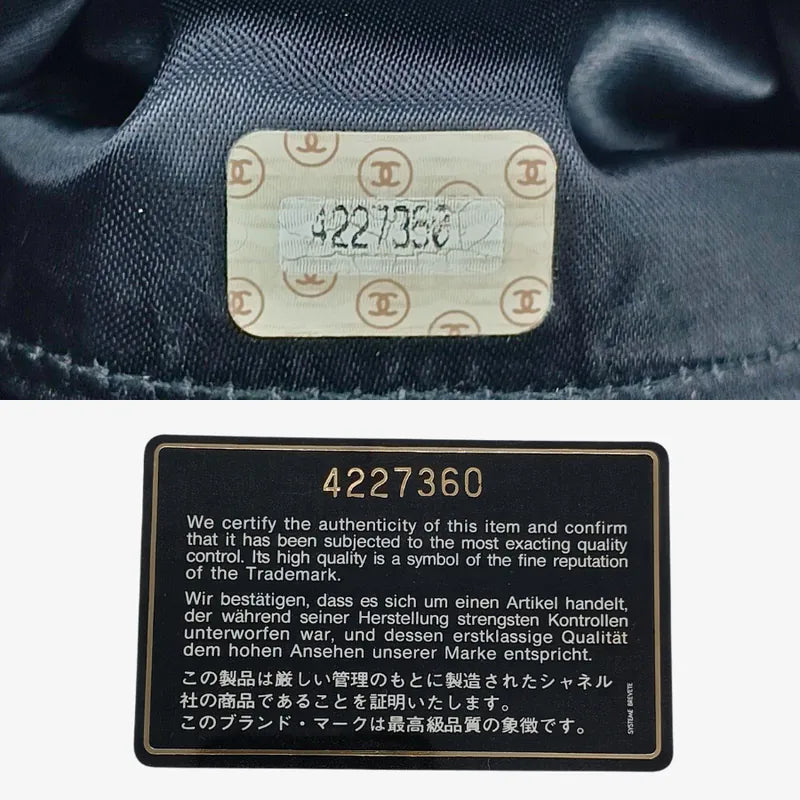 4227360
We certify the authenticity of this item and confirm
that it has been subjected to the most exacting quality
control. Its high quality is a symbol of the fine reputation
of the Trademark.
Wir bestätigen, dass es sich um einen Artikel handelt,
der während seiner Herstellung strengsten Kontrollen
unterworfen war, und dessen erstklassige Qualität
dem hohen Ansehen unserer Marke entspricht.
この製品は厳しい管理のもとに製造されたシャネル
社の商品であることを証明いたします。
このブランド・マークは最高級品質の象徴です。
SYSTEME BREVETE